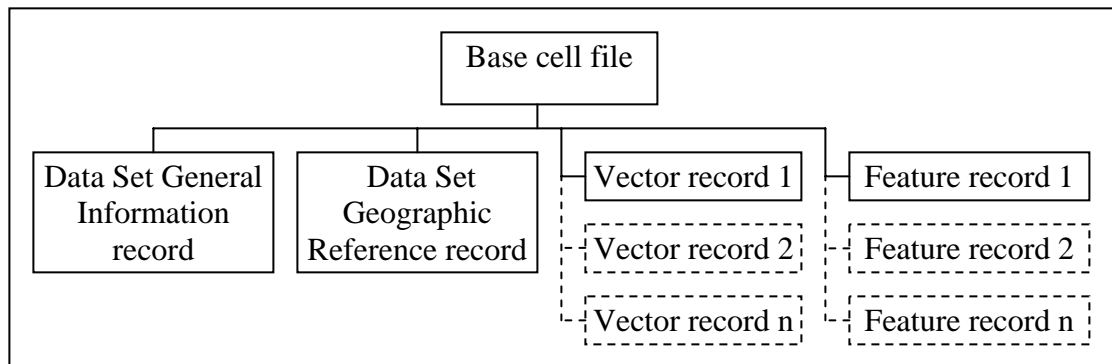 Base cell file
Data Set General
Information
record
Data Set
Geographic
Reference record
Vector record 1
Vector record 2
Vector record n
Feature record 1
Feature record 2
Feature record n